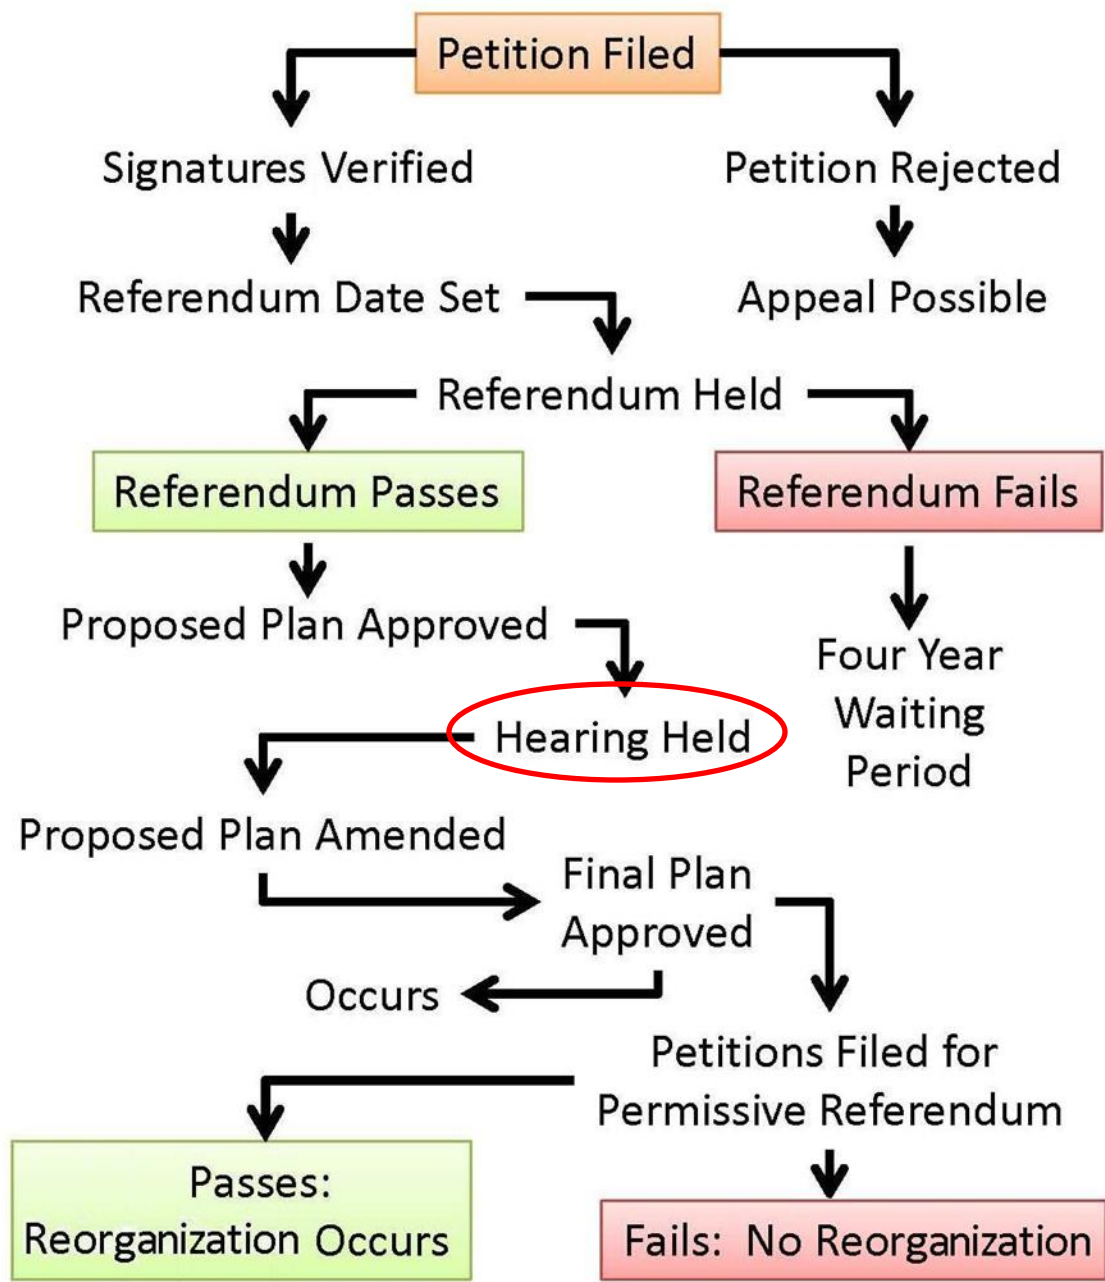 Petition Filed
Signatures Verified
Petition Rejected
Referendum Date Set
Appeal Possible
Referendum Held
Referendum Passes
Referendum Fails
Proposed Plan Approved
Four Year
Waiting
Period
Hearing Held
Proposed Plan Amended
Final Plan
Approved
Occurs
Petitions Filed for
Permissive Referendum
Passes:
Reorganization Occurs
Fails: No Reorganization